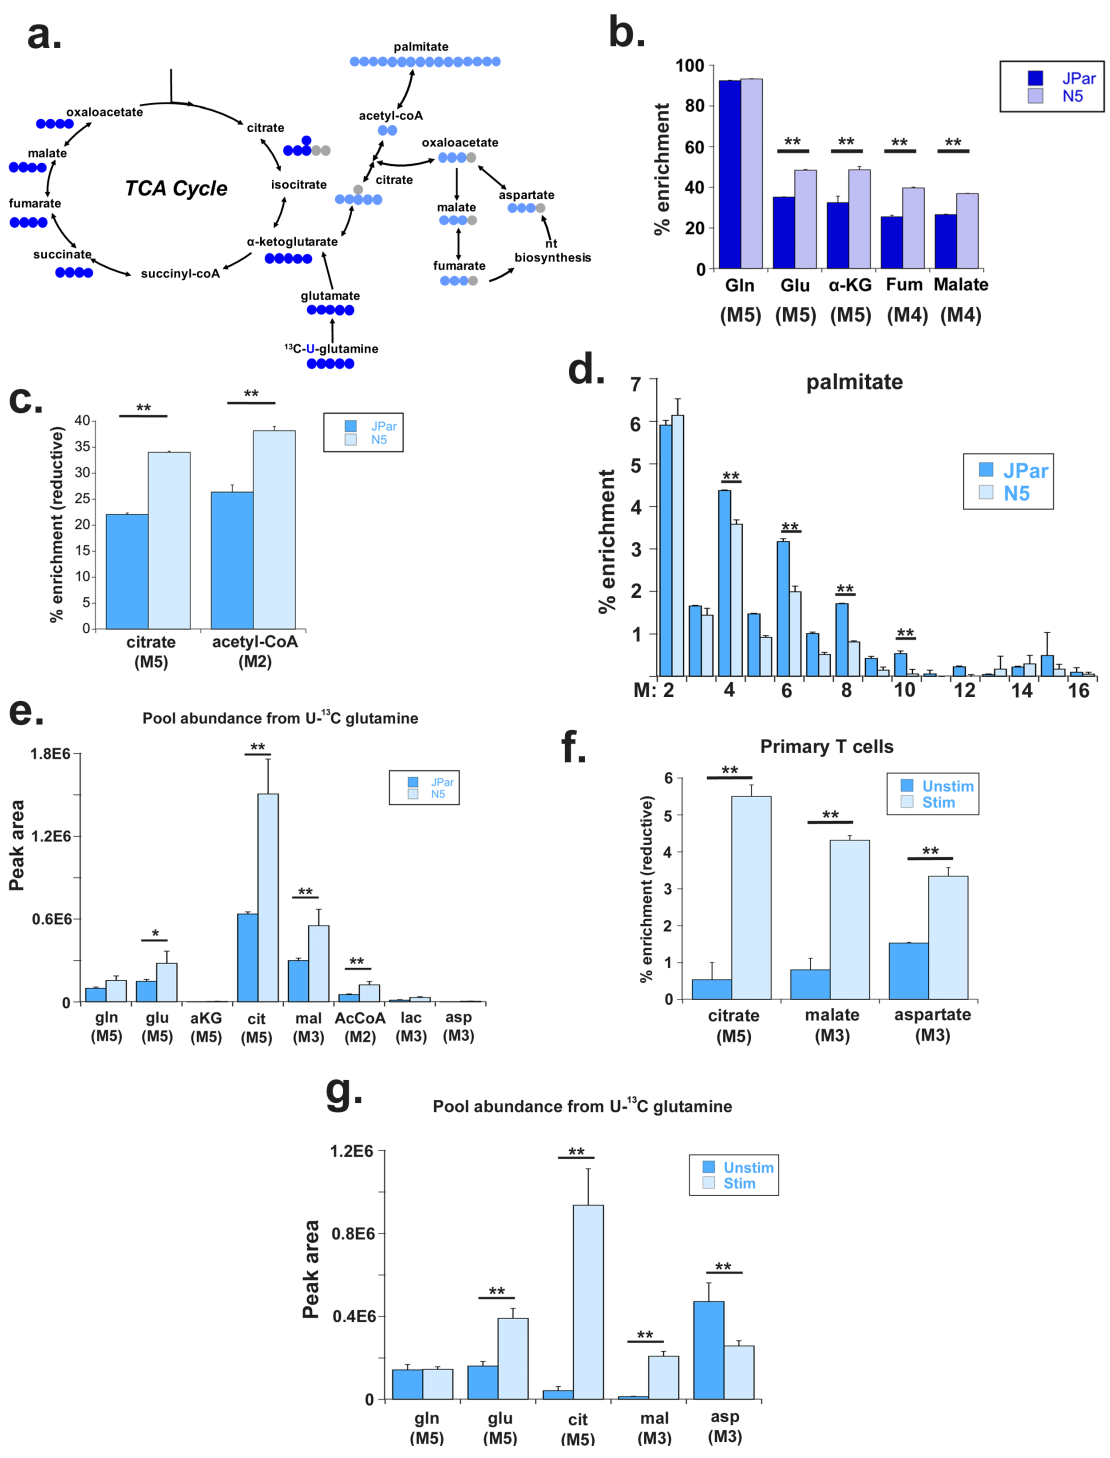 a.
palmitate
acetyl-CoA
oxaloacetate
citrate
oxaloacetate
citrate
malate
TCA Cycle
isocitrate
aspartate
fumarate
malate
α-ketoglutarate
nt
biosynthesis
succinate
succinyl-coA
fumarate
glutamate
13C-U-glutamine
b.
JPar
N5
% enrichment
100
80
60
40
20
0
** ** ** **
Gln Glu α-KG Fum Malate
(M5) (M5) (M5) (M4) (M4)
c.
JPar
N5
% enrichment (reductive)
40
35
30
25
20
15
10
5
0
** **
citrate acetyl-CoA
(M5) (M2)
d.
palmitate
JPar
N5
% enrichment
7
6
5
4
3
2
1
** ** ** **
M: 2 4 6 8 10 12 14 16
e.
Pool abundance from U-13C glutamine
JPar
N5
Peak area
1.8E6
1.2E6
0.6E6
0
* ** ** **
gln glu aKG cit mal AcCoA lac asp
(M5) (M5) (M5) (M5) (M3) (M2) (M3) (M3)
f.
Primary T cells
Unstim
Stim
% enrichment (reductive)
6
5
4
3
2
1
0
** ** **
citrate malate aspartate
(M5) (M3) (M3)
g.
Pool abundance from U-13C glutamine
Unstim
Stim
Peak area
1.2E6
0.8E6
0.4E6
0
** ** ** **
gln glu cit mal asp
(M5) (M5) (M5) (M3) (M3)